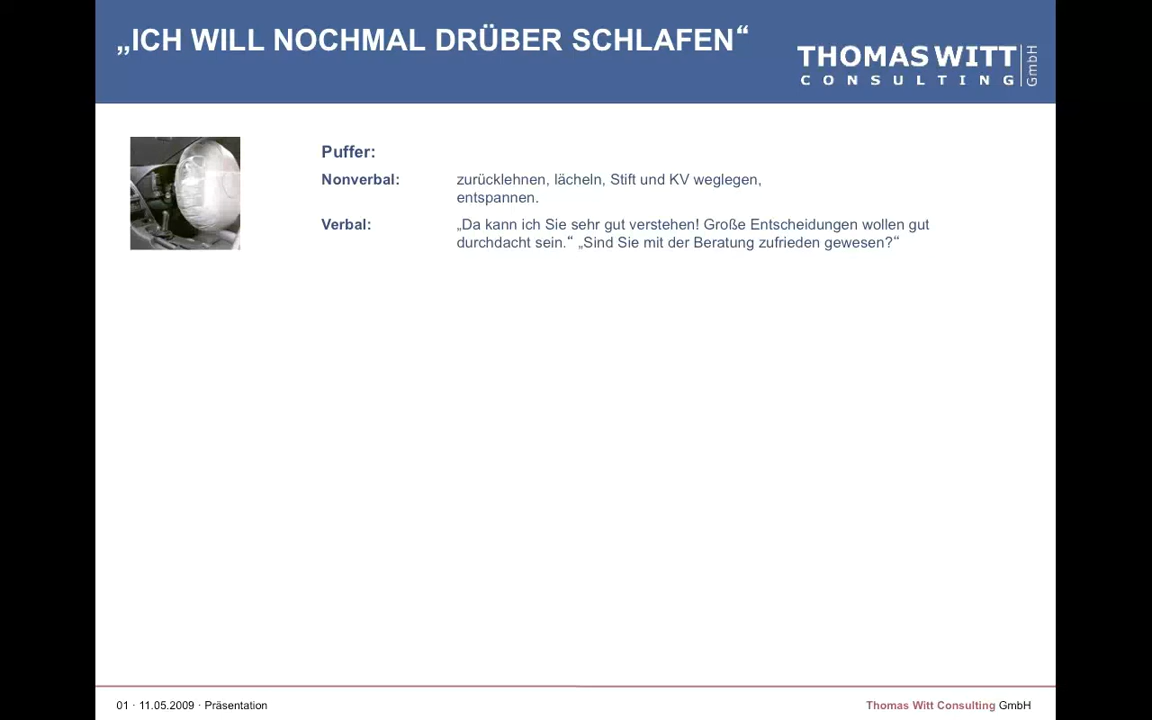 „ICH WILL NOCHMAL DRÜBER SCHLAFEN“
THOMAS WITT
CONSULTING
GmbH
Puffer:
Nonverbal: zurücklehnen, lächeln, Stift und KV weglegen,
entspannen.
Verbal: „Da kann ich Sie sehr gut verstehen! Große Entscheidungen wollen gut
durchdacht sein.“ „Sind Sie mit der Beratung zufrieden gewesen?“
01 · 11.05.2009 · Präsentation
Thomas Witt Consulting GmbH